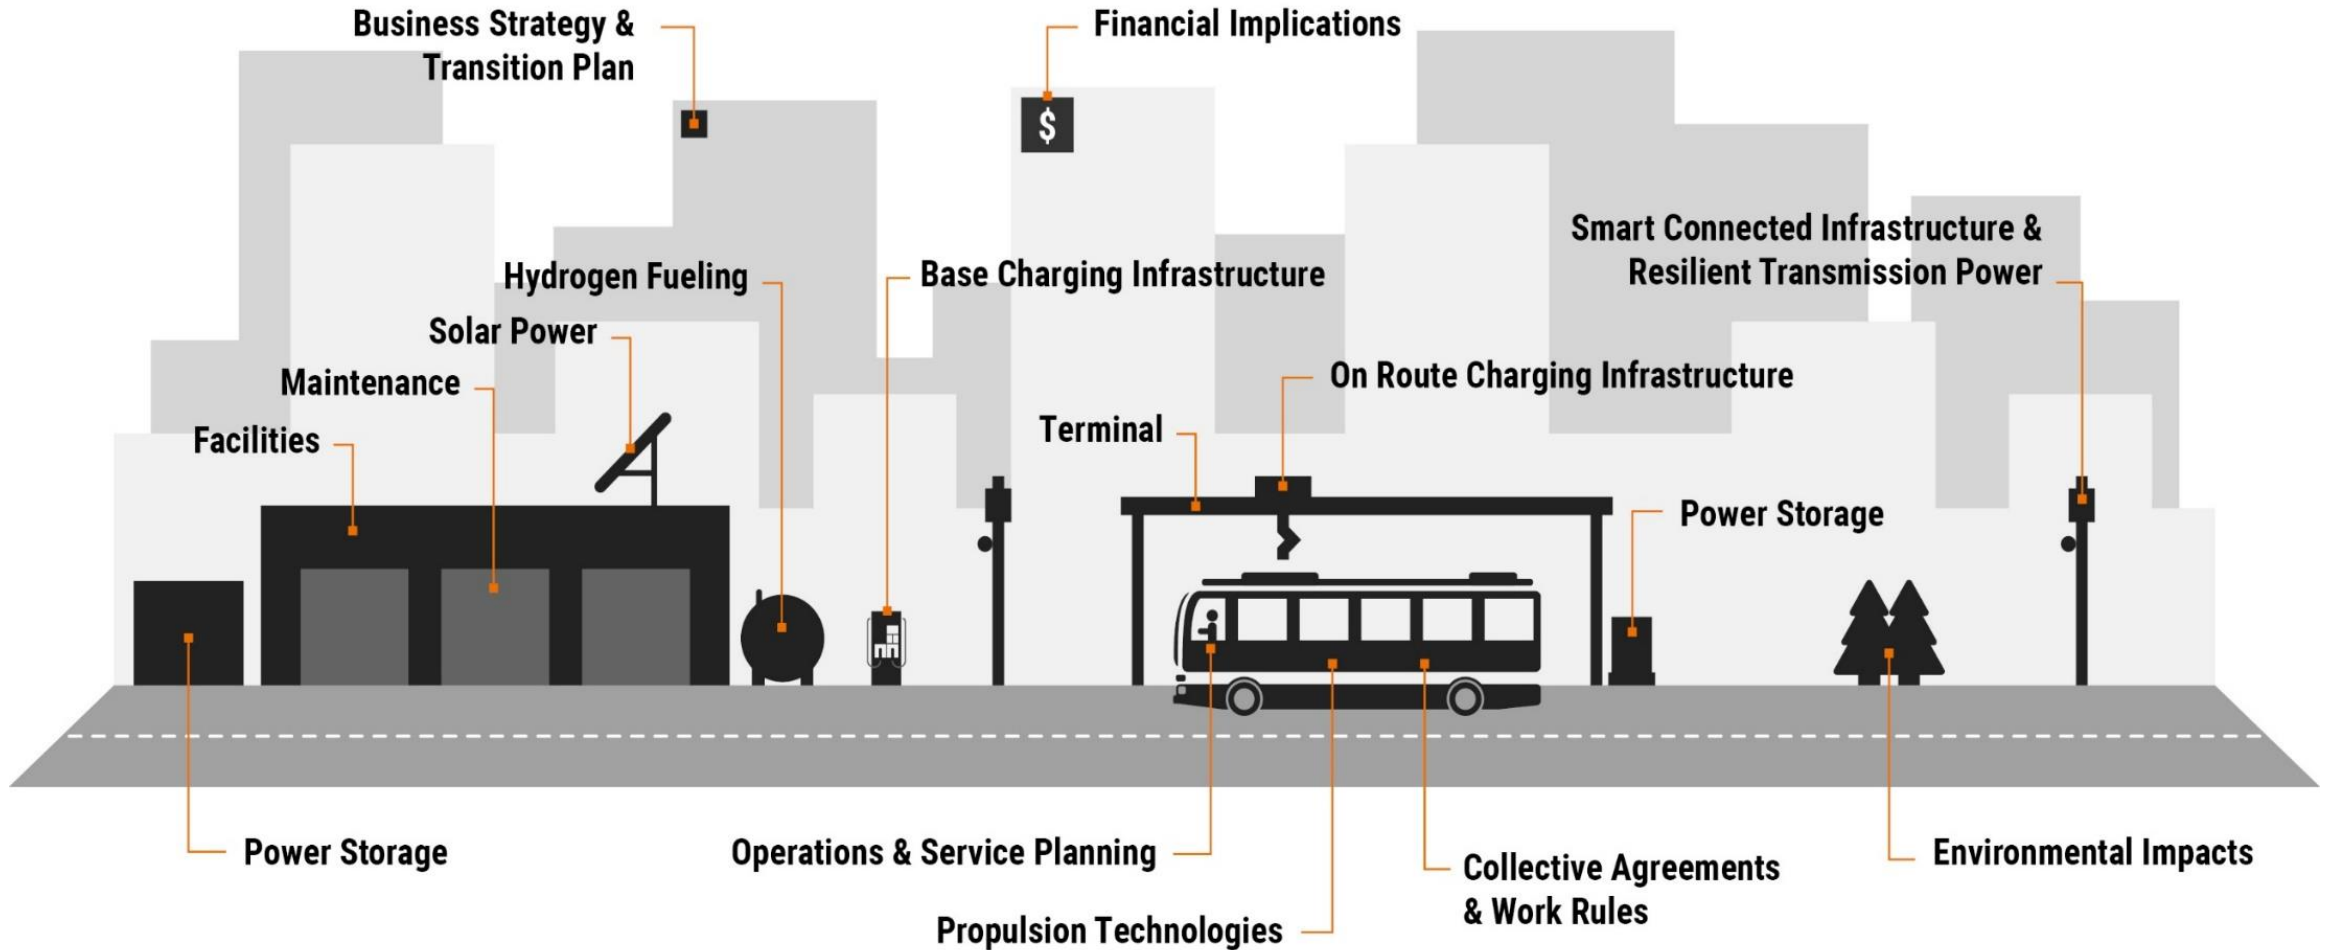 Business Strategy &
Transition Plan
Financial Implications
$
Smart Connected Infrastructure &
Resilient Transmission Power
Hydrogen Fueling
Base Charging Infrastructure
Solar Power
Maintenance
On Route Charging Infrastructure
Facilities
Terminal
Power Storage
Power Storage
Operations & Service Planning
Collective Agreements
& Work Rules
Environmental Impacts
Propulsion Technologies